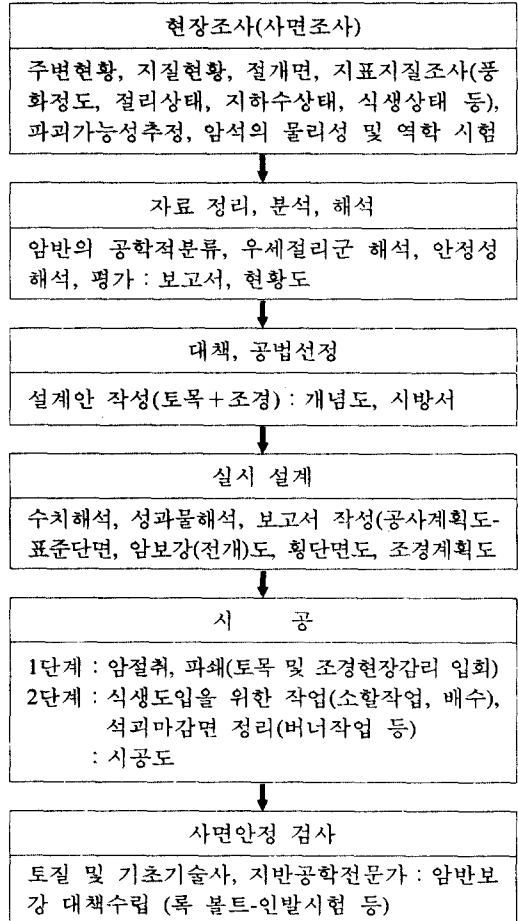 현장조사(사면조사)
주변현황, 지질현황, 절개면, 지표지질조사(풍
화정도, 절리상태, 지하수상태, 식생상태 등),
파괴가능성추정, 암석의 물리성 및 역학 시험
자료 정리, 분석, 해석
암반의 공학적분류, 우세절리군 해석, 안정성
해석, 평가 : 보고서, 현황도
대책, 공법선정
설계안 작성(토목+조경) : 개념도, 시방서
실시 설계
수치해석, 성과물해석, 보고서 작성(공사계획도-
표준단면, 암보강(전개)도, 횡단면도, 조경계획도
시 공
1단계 : 암절취, 파쇄(토목 및 조경현장감리 입회)
2단계 : 식생도입을 위한 작업(소할작업, 배수),
석괴마감면 정리(버너작업 등)
: 시공도
사면안정 검사
토질 및 기초기술사, 지반공학전문가 : 암반보
강 대책수립 (록 볼트-인발시험 등)